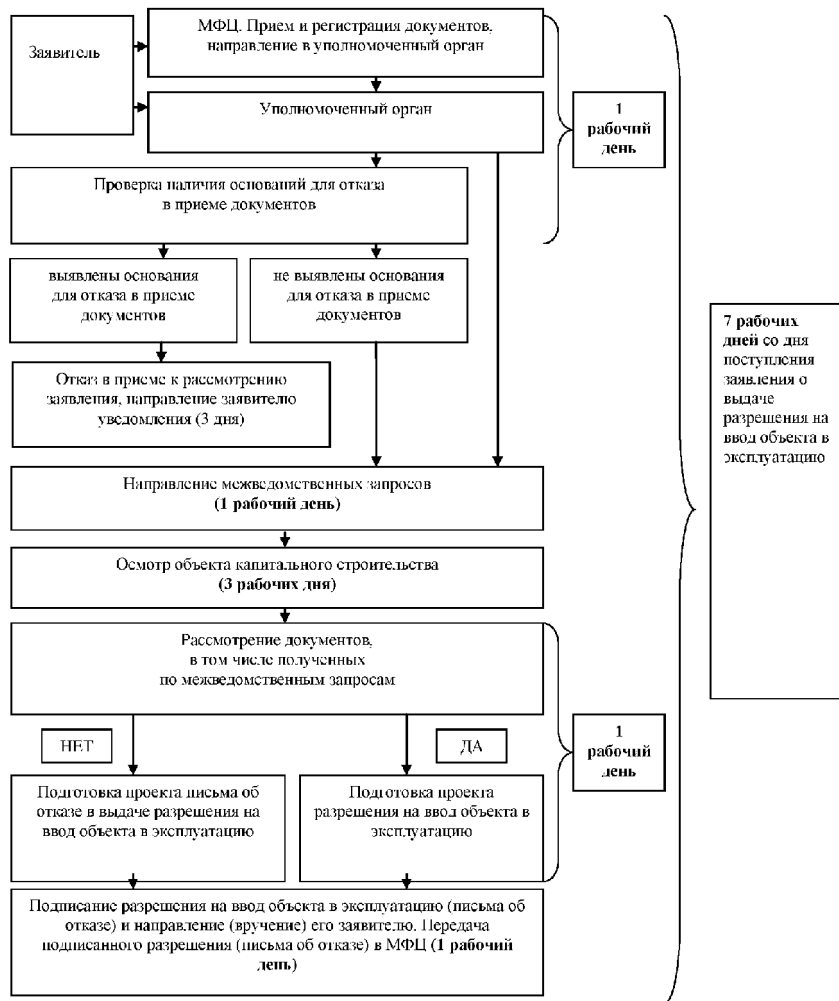 МФЦ. Прием и регистрация документов,
направление в уполномоченный орган
Заявитель
Уполномоченный орган
1
рабочий
день
Проверка наличия оснований для отказа
в приеме документов
выявлены основания
для отказа в приеме
документов
не выявлены основания
для отказа в приеме
документов
Отказ в приеме к рассмотрению
заявления, направление заявителю
уведомления (3 дня)
7 рабочих
дней со дня
поступления
заявления о
выдаче
разрешения на
ввод объекта в
эксплуатацию
Направление межведомственных запросов
(1 рабочий день)
Осмотр объекта капитального строительства
(3 рабочих дня)
Рассмотрение документов,
в том числе полученных
по межведомственным запросам
НЕТ
ДА
1
рабочий
день
Подготовка проекта письма об
отказе в выдаче разрешения на
ввод объекта в эксплуатацию
Подготовка проекта
разрешения на ввод объекта в
эксплуатацию
Подписание разрешения на ввод объекта в эксплуатацию (письма об
отказе) и направление (вручение) его заявителю. Передача
подписанного разрешения (письма об отказе) в МФЦ (1 рабочий
день)